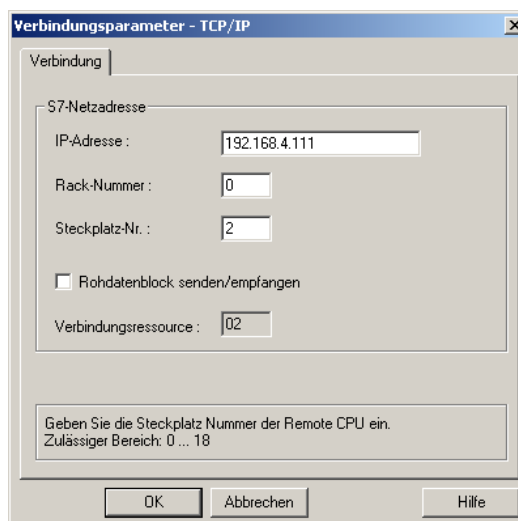 Verbindungsparameter - TCP/IP
Verbindung
S7-Netzadresse
IP-Adresse : 192.168.4.111
Rack-Nummer : 0
Steckplatz-Nr. : 2
Rohdatenblock senden/empfangen
Verbindungsressource : 02
Geben Sie die Steckplatz Nummer der Remote CPU ein.
Zulässiger Bereich: 0 ... 18
OK Abbrechen Hilfe